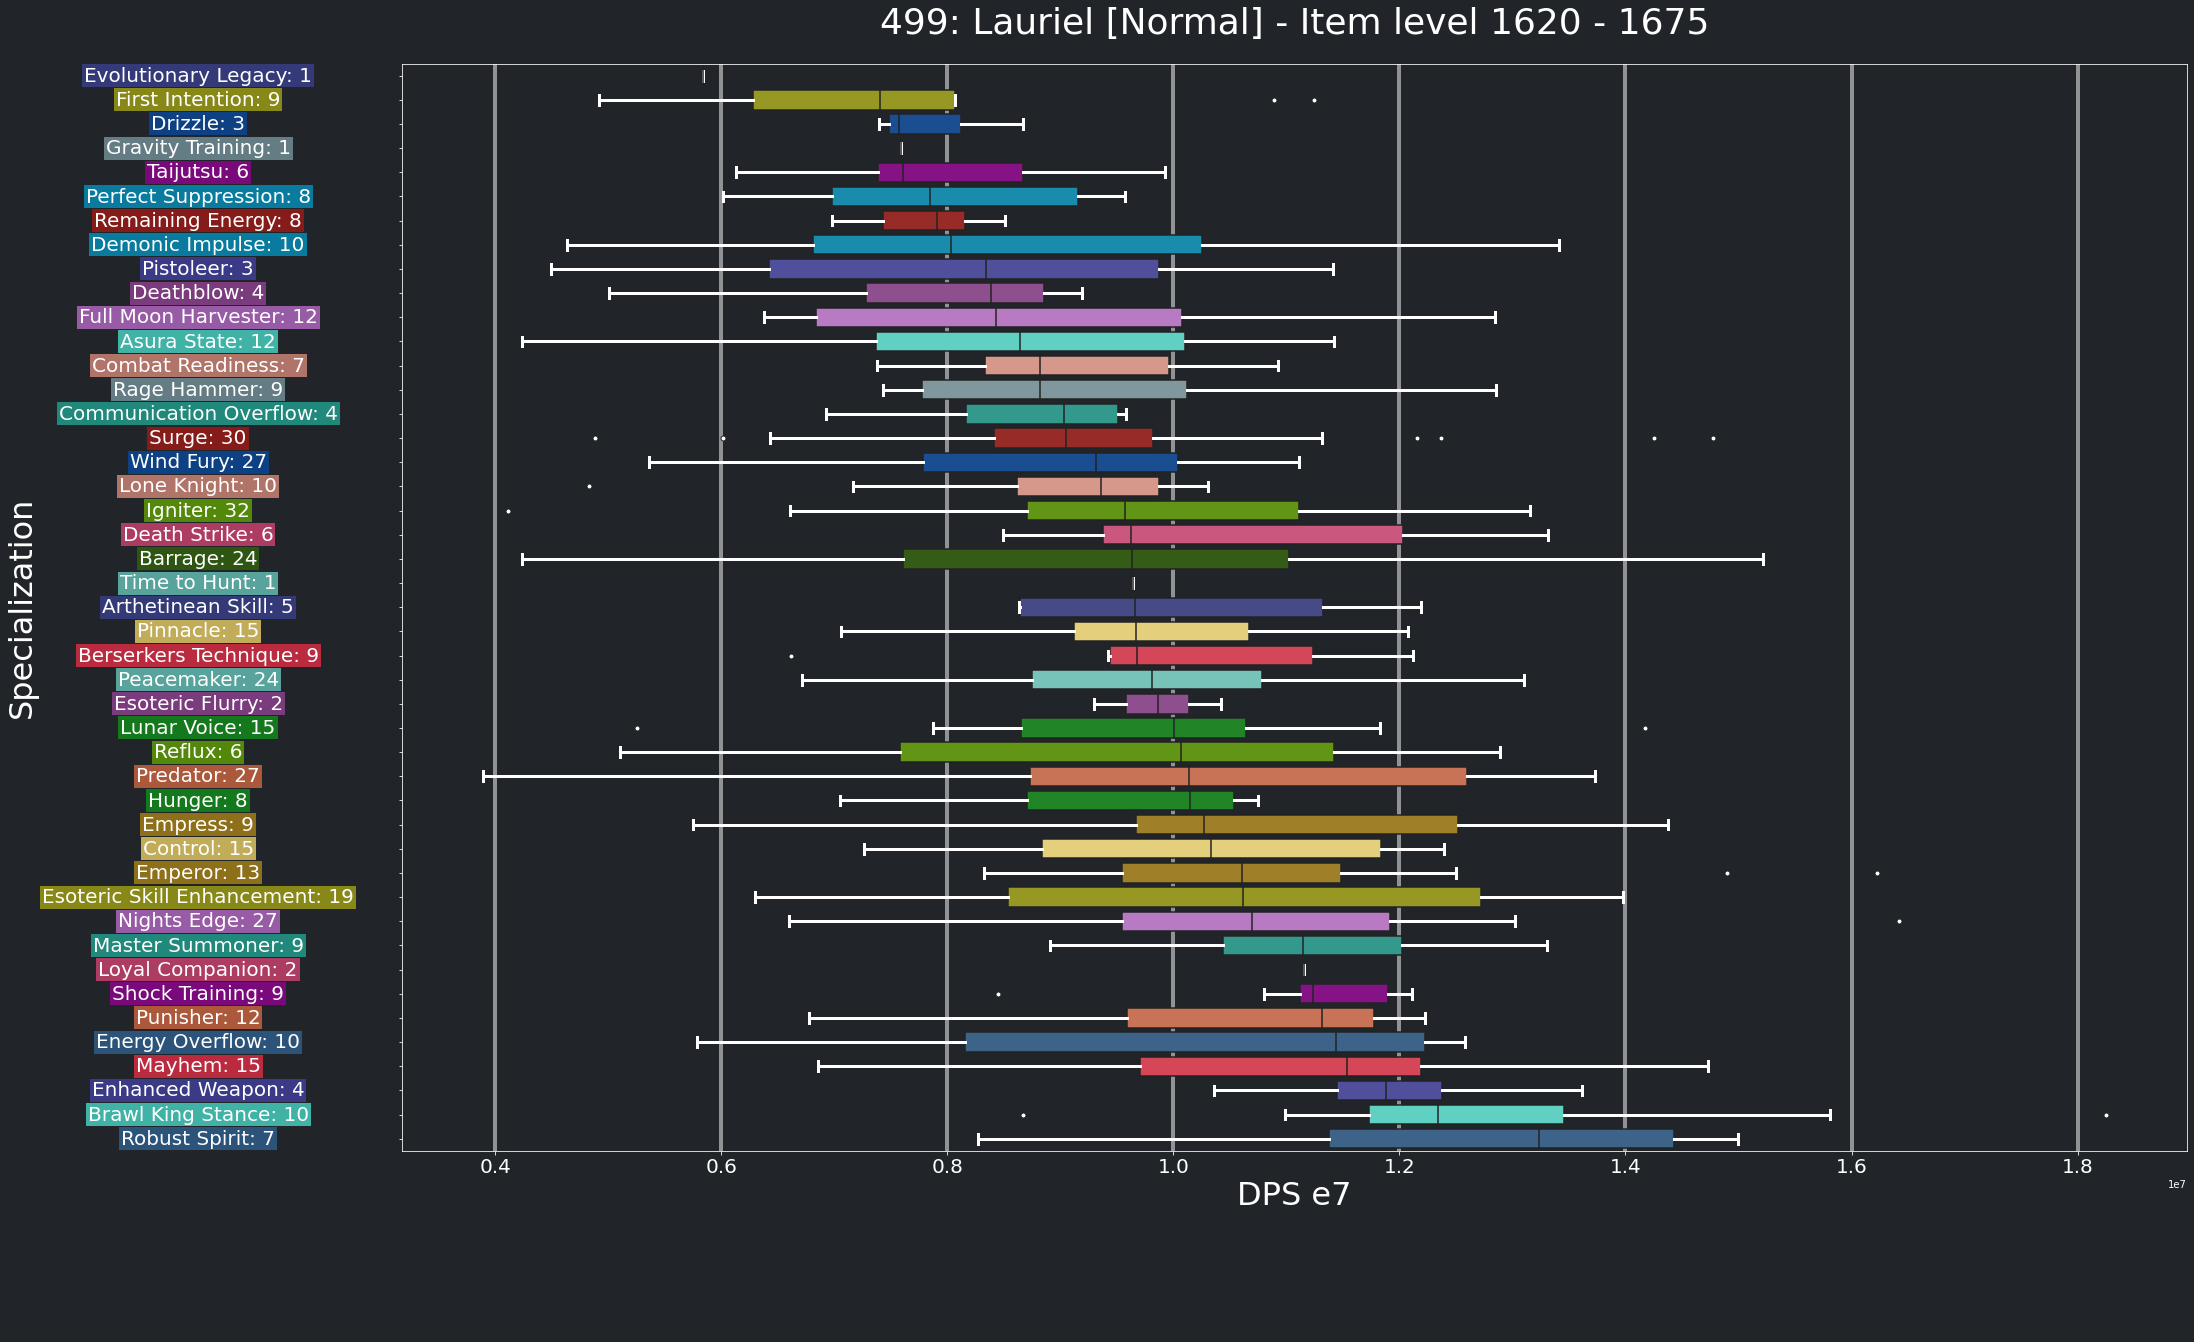 499: Lauriel [Normal] - Item level 1620 - 1675
Evolutionary Legacy: 1
First Intention: 9
Drizzle: 3
Gravity Training: 1
Taijutsu: 6
Perfect Suppression: 8
Remaining Energy: 8
Demonic Impulse: 10
Pistoleer: 3
Deathblow: 4
Full Moon Harvester: 12
Asura State: 12
Combat Readiness: 7
Rage Hammer: 9
Communication Overflow: 4
Surge: 30
Wind Fury: 27
Lone Knight: 10
Igniter: 32
Death Strike: 6
Barrage: 24
Time to Hunt: 1
Arthetinean Skill: 5
Pinnacle: 15
Berserkers Technique: 9
Peacemaker: 24
Esoteric Flurry: 2
Lunar Voice: 15
Reflux: 6
Predator: 27
Hunger: 8
Empress: 9
Control: 15
Emperor: 13
Esoteric Skill Enhancement: 19
Nights Edge: 27
Master Summoner: 9
Loyal Companion: 2
Shock Training: 9
Punisher: 12
Energy Overflow: 10
Mayhem: 15
Enhanced Weapon: 4
Brawl King Stance: 10
Robust Spirit: 7
Specialization
0.4 0.6 0.8 1.0 1.2 1.4 1.6 1.8
1e7
DPS e7